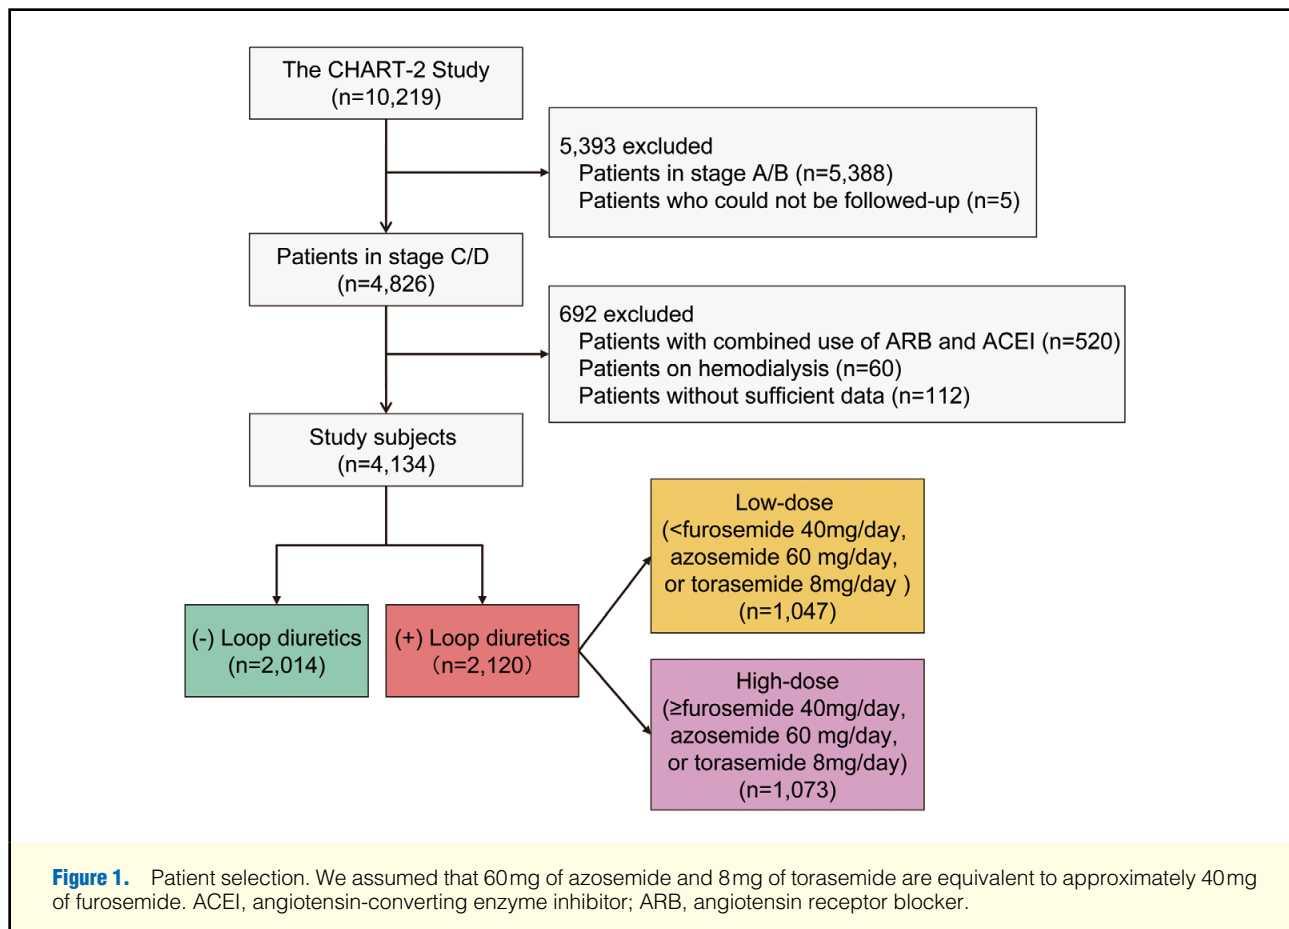 The CHART-2 Study
(n=10,219)
5,393 excluded
Patients in stage A/B (n=5,388)
Patients who could not be followed-up (n=5)
Patients in stage C/D
(n=4,826)
692 excluded
Patients with combined use of ARB and ACEI (n=520)
Patients on hemodialysis (n=60)
Patients without sufficient data (n=112)
Study subjects
(n=4,134)
(-) Loop diuretics
(n=2,014)
(+) Loop diuretics
（n=2,120）
Low-dose
(<furosemide 40mg/day,
azosemide 60 mg/day,
or torasemide 8mg/day )
(n=1,047)
High-dose
(≥furosemide 40mg/day,
azosemide 60 mg/day,
or torasemide 8mg/day)
(n=1,073)
Figure 1. Patient selection. We assumed that 60 mg of azosemide and 8 mg of torasemide are equivalent to approximately 40 mg
of furosemide. ACEI, angiotensin-converting enzyme inhibitor; ARB, angiotensin receptor blocker.